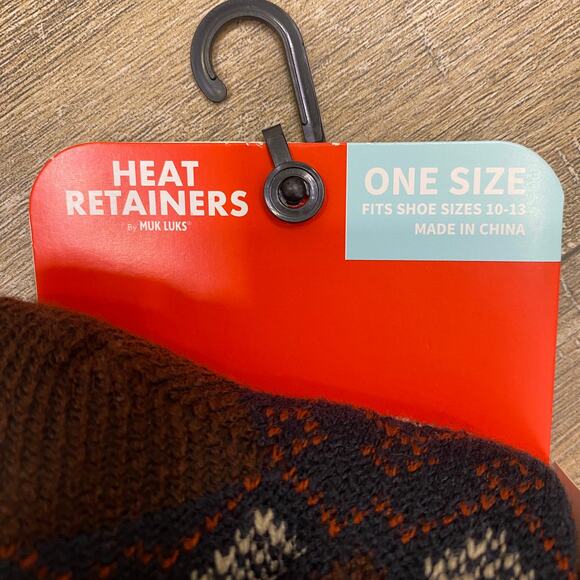 HEAT
RETAINERS
By MUK LUKS®
ONE SIZE
FITS SHOE SIZES 10-13
MADE IN CHINA